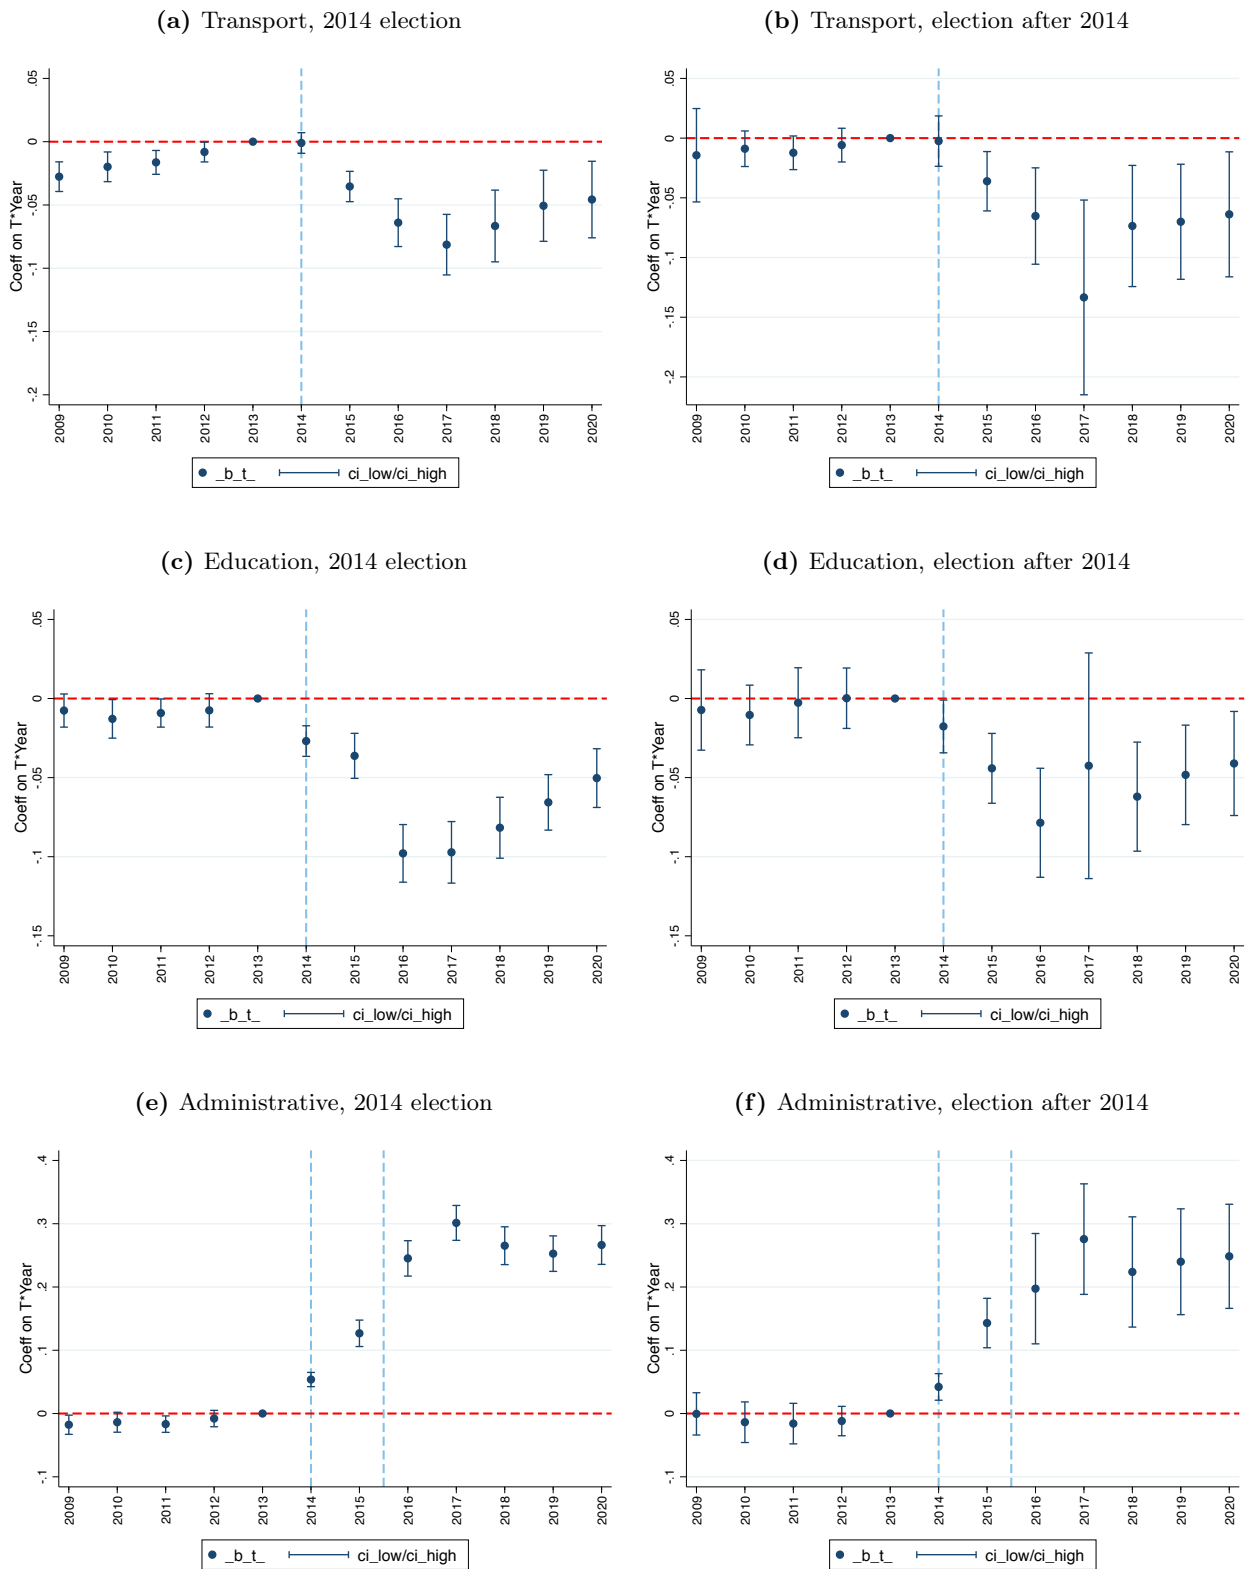 (a) Transport, 2014 election
Coeff on T*Year
.05
0
-.05
-.1
-.15
-.2
2009 2010 2011 2012 2013 2014 2015 2016 2017 2018 2019 2020
_b_t_ ci_low/ci_high
(b) Transport, election after 2014
Coeff on T*Year
.05
0
-.05
-.1
-.15
-.2
2009 2010 2011 2012 2013 2014 2015 2016 2017 2018 2019 2020
_b_t_ ci_low/ci_high
(c) Education, 2014 election
Coeff on T*Year
.05
0
-.05
-.1
-.15
2009 2010 2011 2012 2013 2014 2015 2016 2017 2018 2019 2020
_b_t_ ci_low/ci_high
(d) Education, election after 2014
Coeff on T*Year
.05
0
-.05
-.1
-.15
2009 2010 2011 2012 2013 2014 2015 2016 2017 2018 2019 2020
_b_t_ ci_low/ci_high
(e) Administrative, 2014 election
Coeff on T*Year
.4
.3
.2
.1
0
-.1
2009 2010 2011 2012 2013 2014 2015 2016 2017 2018 2019 2020
_b_t_ ci_low/ci_high
(f) Administrative, election after 2014
Coeff on T*Year
.4
.3
.2
.1
0
-.1
2009 2010 2011 2012 2013 2014 2015 2016 2017 2018 2019 2020
_b_t_ ci_low/ci_high